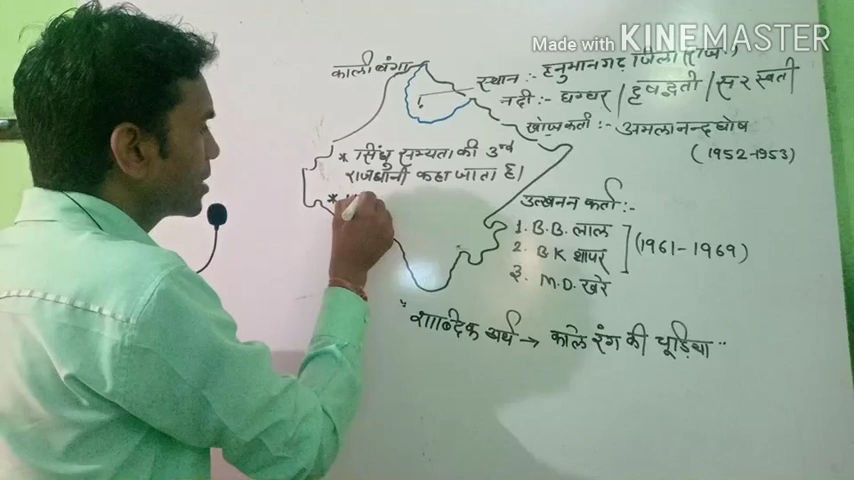 Made with KINEMASTER
काली बंगा
स्थान :- हनुमानगढ़ जिला (राज॰)
नदी :- घग्घर / दृषद्वती / सरस्वती
खोजकर्ता :- अमलानन्द घोष
(1952-1953)
* सिंधु सभ्यता की 3rd
राजधानी कहा जाता है।
*
उत्खनन कर्ता :-
1. B.B. लाल
2. B.K थापर
3. M.D. खरे
(1961-1969)
"शाब्दिक अर्थ → काले रंग की चूड़िया"